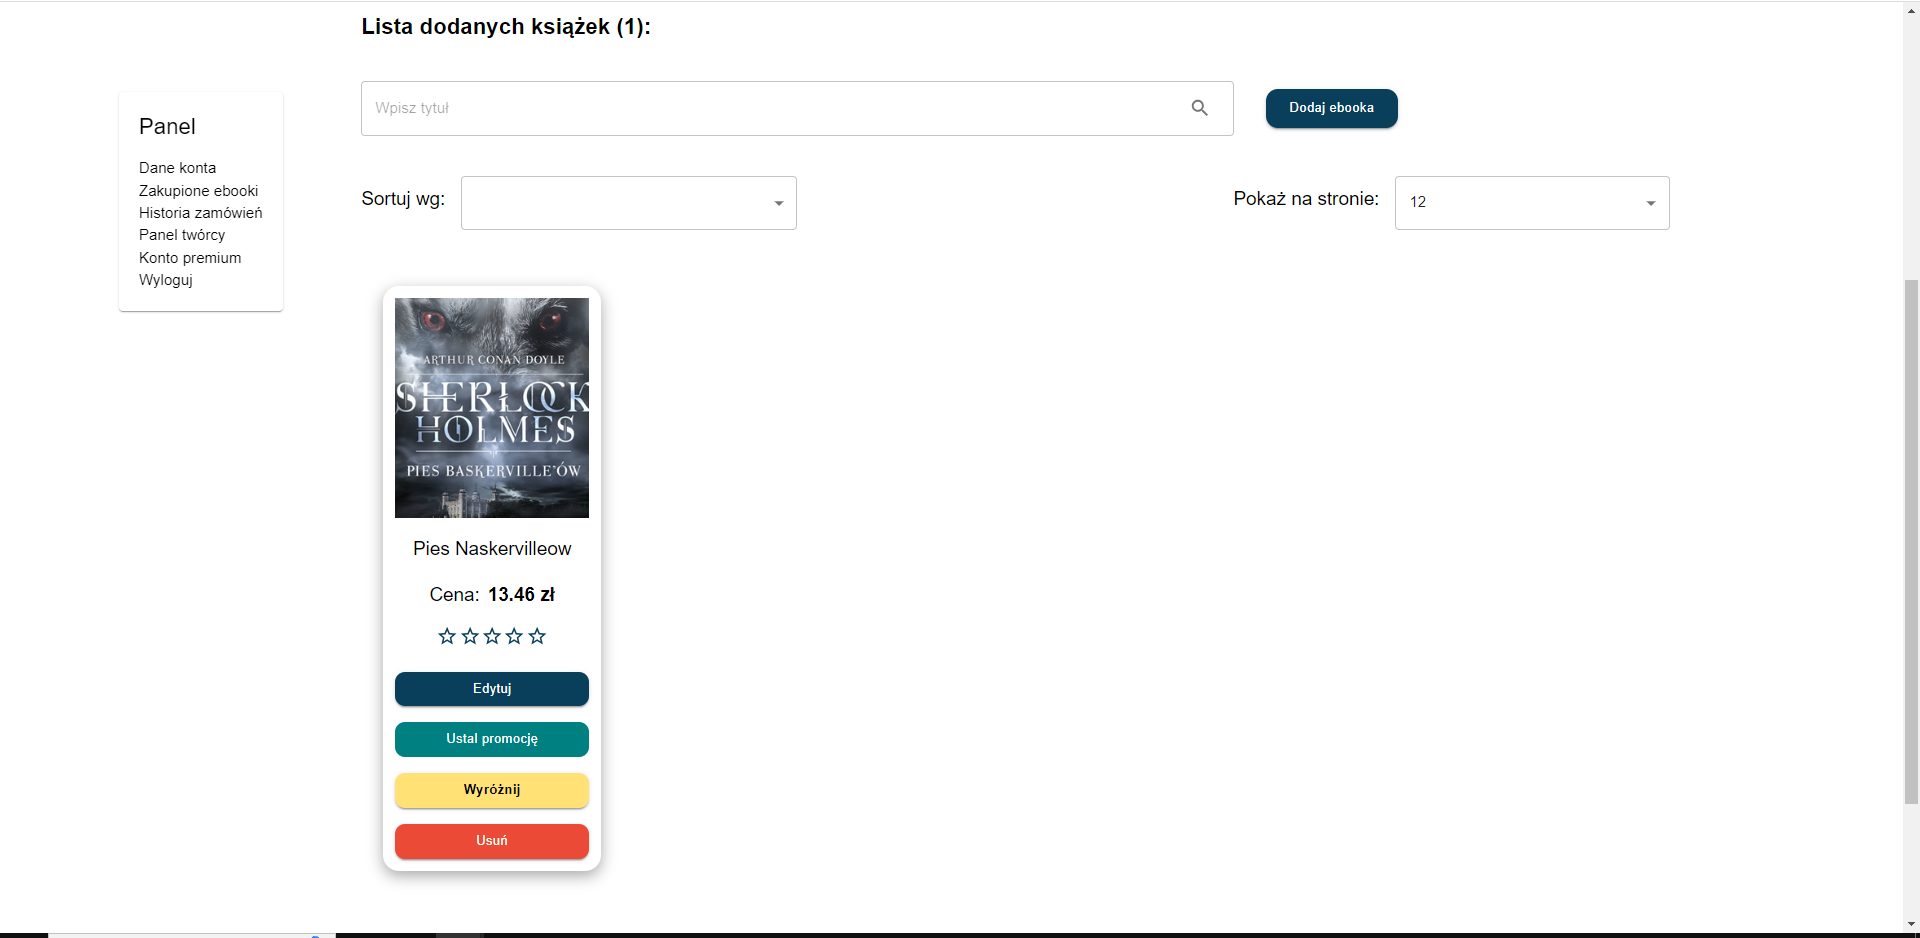 Lista dodanych książek (1):
Wpisz tytuł
Dodaj ebooka
Panel
Dane konta
Zakupione ebooki
Historia zamówień
Panel twórcy
Konto premium
Wyloguj
Sortuj wg:
Pokaż na stronie:
12
ARTHUR CONAN DOYLE
SHERLOCK
HOLMES
PIES BASKERVILLE'ÓW
Pies Naskervilleow
Cena: 13.46 zł
Edytuj
Ustal promocję
Wyróżnij
Usuń